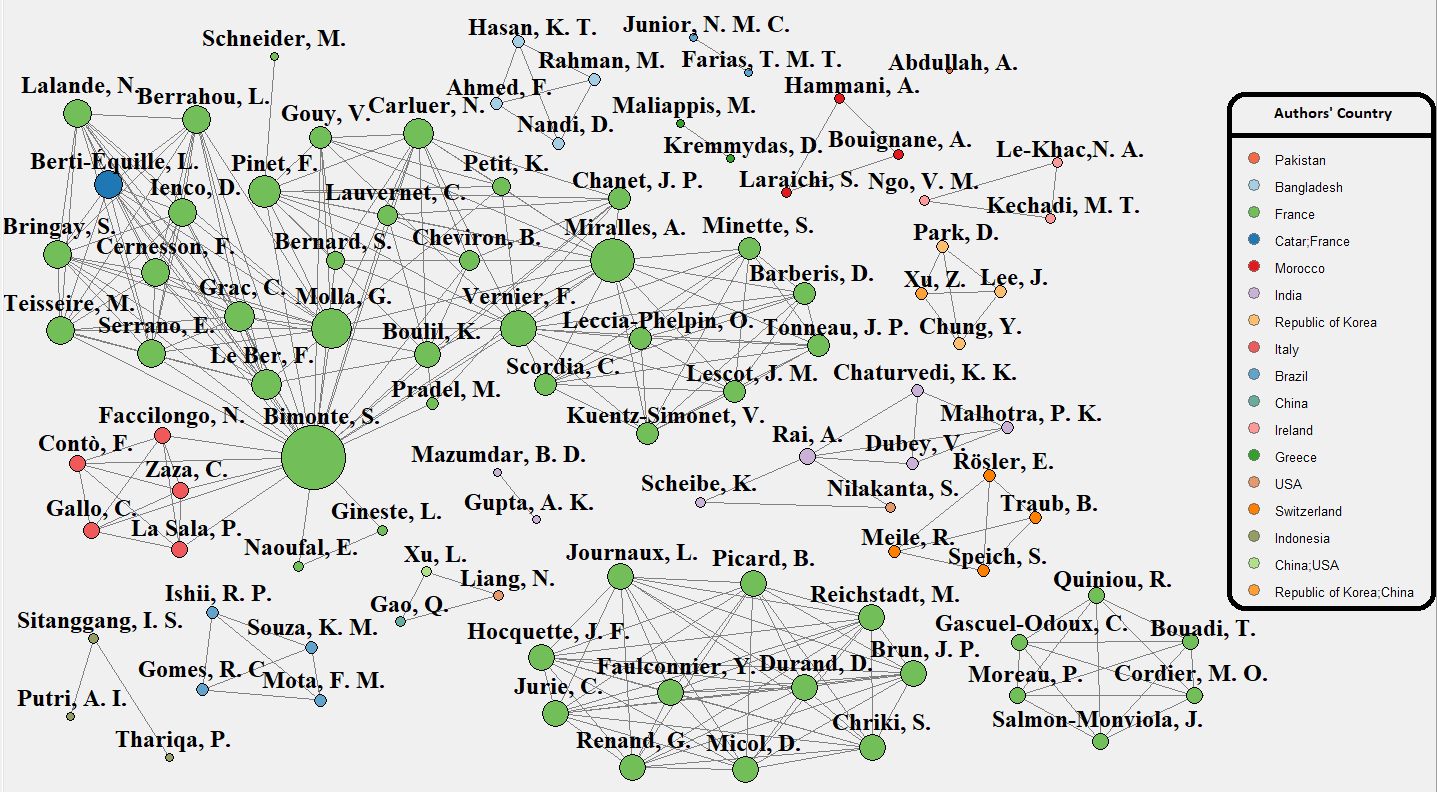 Hasan, K. T.
Junior, N. M. C.
Schneider, M.
Rahman, M.
Farias, T. M. T.
Abdullah, A.
Lalande, N.
Berrahou, L.
Ahmed, F.
Hammani, A.
Gouy, V.
Carluer, N.
Maliappis, M.
Nandi, D.
Kremmydas, D.
Bouignane, A.
Le-Khac,N. A.
Berti-Équille, L.
Pinet, F.
Petit, K.
Ienco, D.
Lauvernet, C.
Chanet, J. P.
Laraichi, S.
Ngo, V. M.
Kechadi, M. T.
Bringay, S.
Cernesson, F.
Bernard, S.
Cheviron, B.
Miralles, A.
Minette, S.
Park, D.
Barberis, D.
Xu, Z.
Lee, J.
Grac, C.
Molla, G.
Vernier, F.
Teisseire, M.
Serrano, E.
Boulil, K.
Leccia-Phelpin, O.
Tonneau, J. P.
Chung, Y.
Le Ber, F.
Scordia, C.
Lescot, J. M.
Chaturvedi, K. K.
Pradel, M.
Faccilongo, N.
Bimonte, S.
Kuentz-Simonet, V.
Malhotra, P. K.
Contò, F.
Rai, A.
Dubey, V.
Zaza, C.
Mazumdar, B. D.
Rösler, E.
Scheibe, K.
Nilakanta, S.
Gallo, C.
Gineste, L.
Gupta, A. K.
Traub, B.
La Sala, P.
Meile, R.
Naoufal, E.
Xu, L.
Journaux, L.
Picard, B.
Speich, S.
Liang, N.
Quiniou, R.
Ishii, R. P.
Gao, Q.
Reichstadt, M.
Sitanggang, I. S.
Souza, K. M.
Hocquette, J. F.
Gascuel-Odoux, C.
Bouadi, T.
Gomes, R. C
Mota, F. M.
Faulconnier, Y.
Durand, D.
Brun, J. P.
Jurie, C.
Moreau, P.
Cordier, M. O.
Putri, A. I.
Chriki, S.
Salmon-Monviola, J.
Thariqa, P.
Renand, G.
Micol, D.
Authors' Country
Pakistan
Bangladesh
France
Catar;France
Morocco
India
Republic of Korea
Italy
Brazil
China
Ireland
Greece
USA
Switzerland
Indonesia
China;USA
Republic of Korea;China